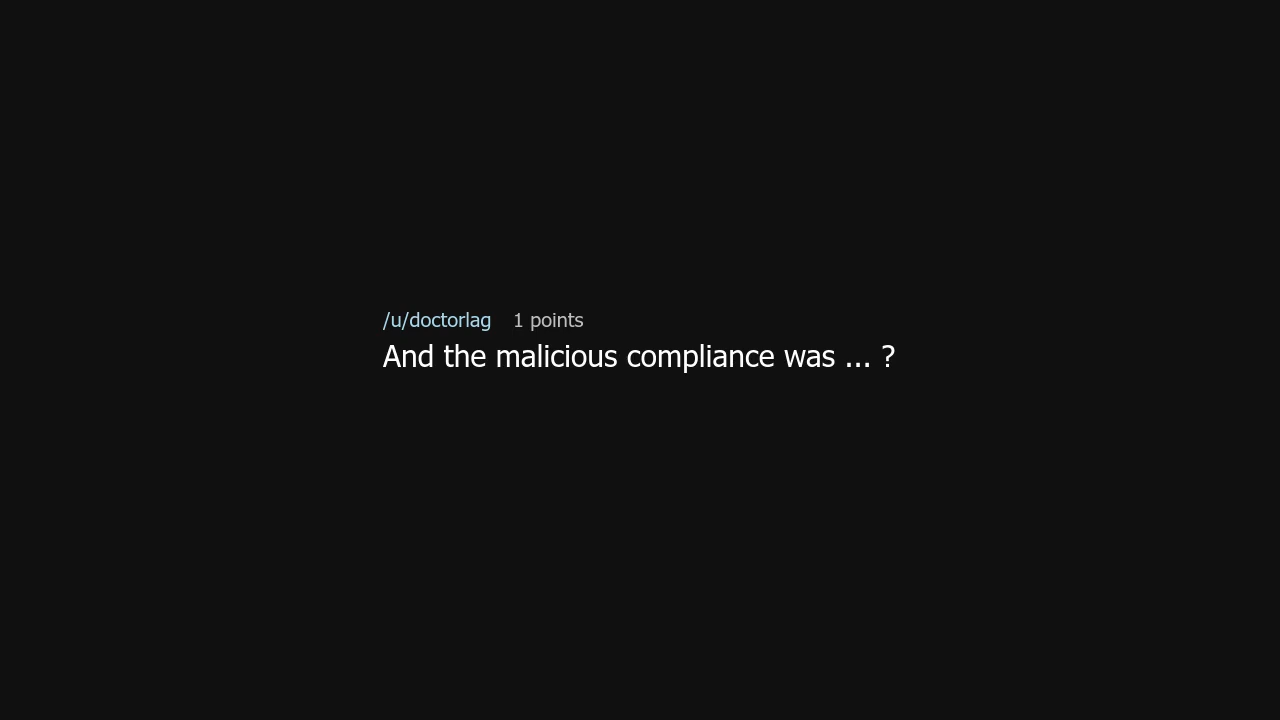 /u/doctorlag 1 points
And the malicious compliance was ... ?